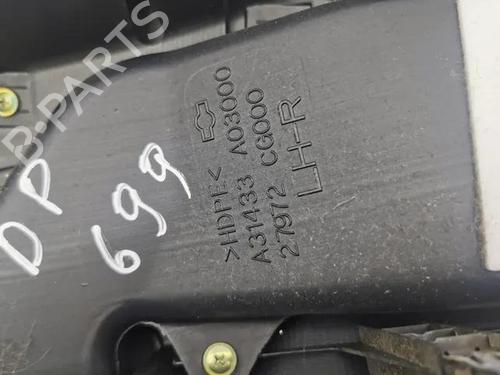 B-PARTS
DP
699
>HDPE<
A31433 A03000
27972 CG000
LH-R